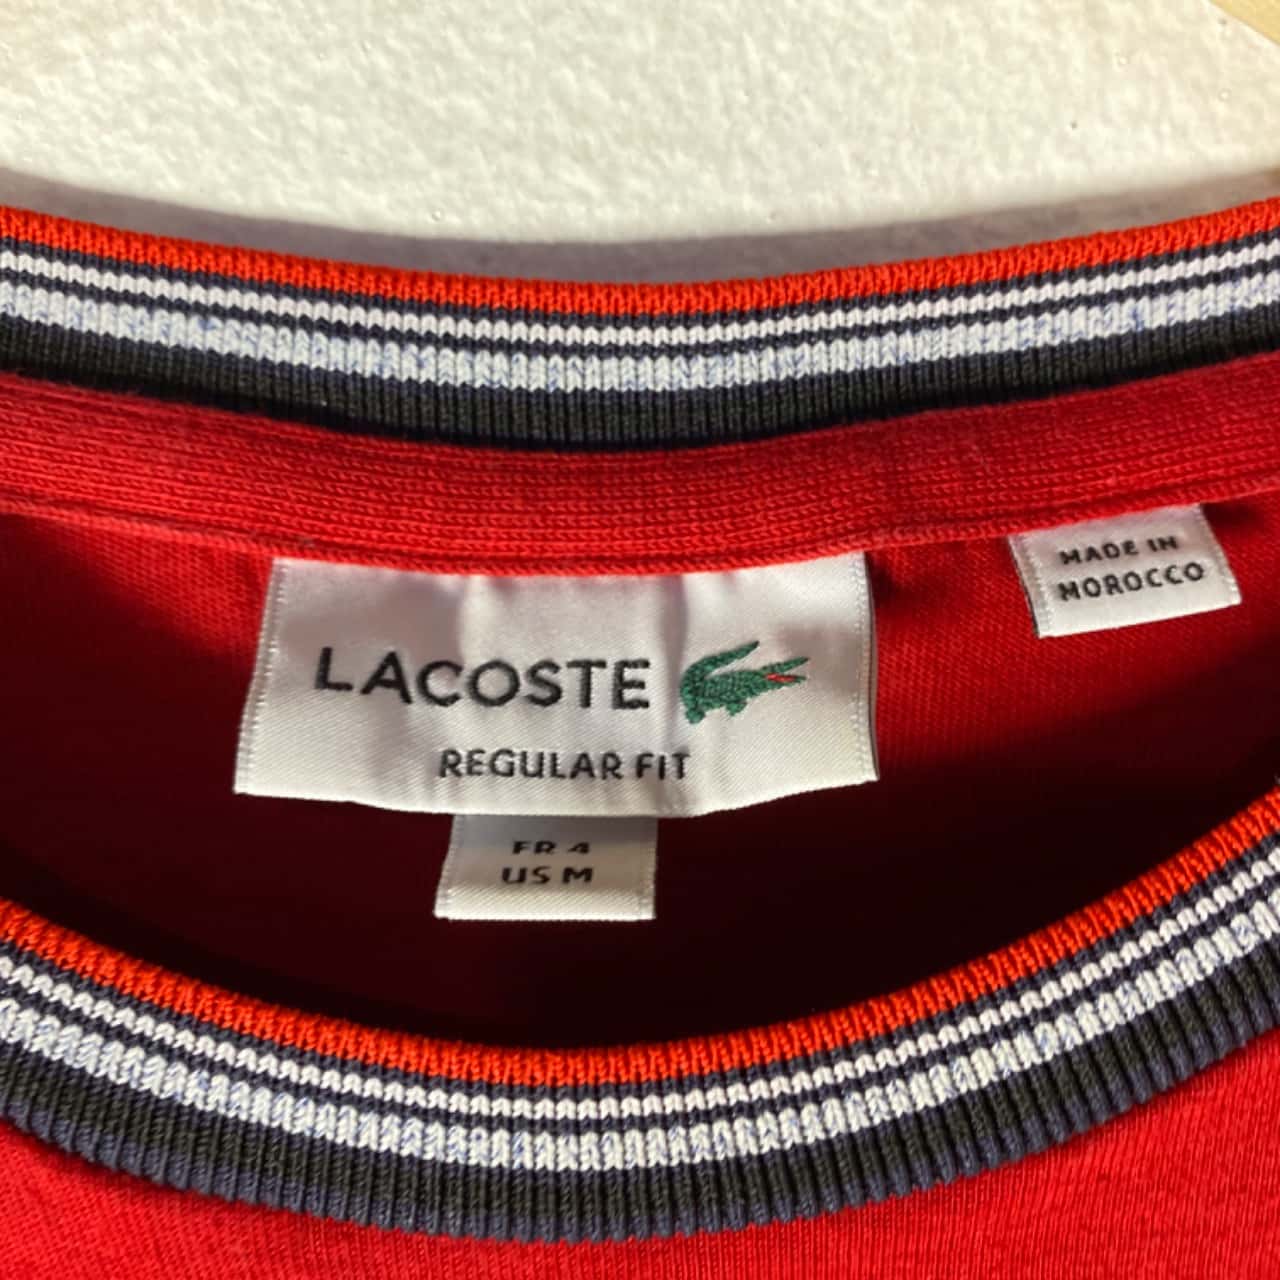 LACOSTE
REGULAR FIT
FR 4
US M
MADE IN
MOROCCO